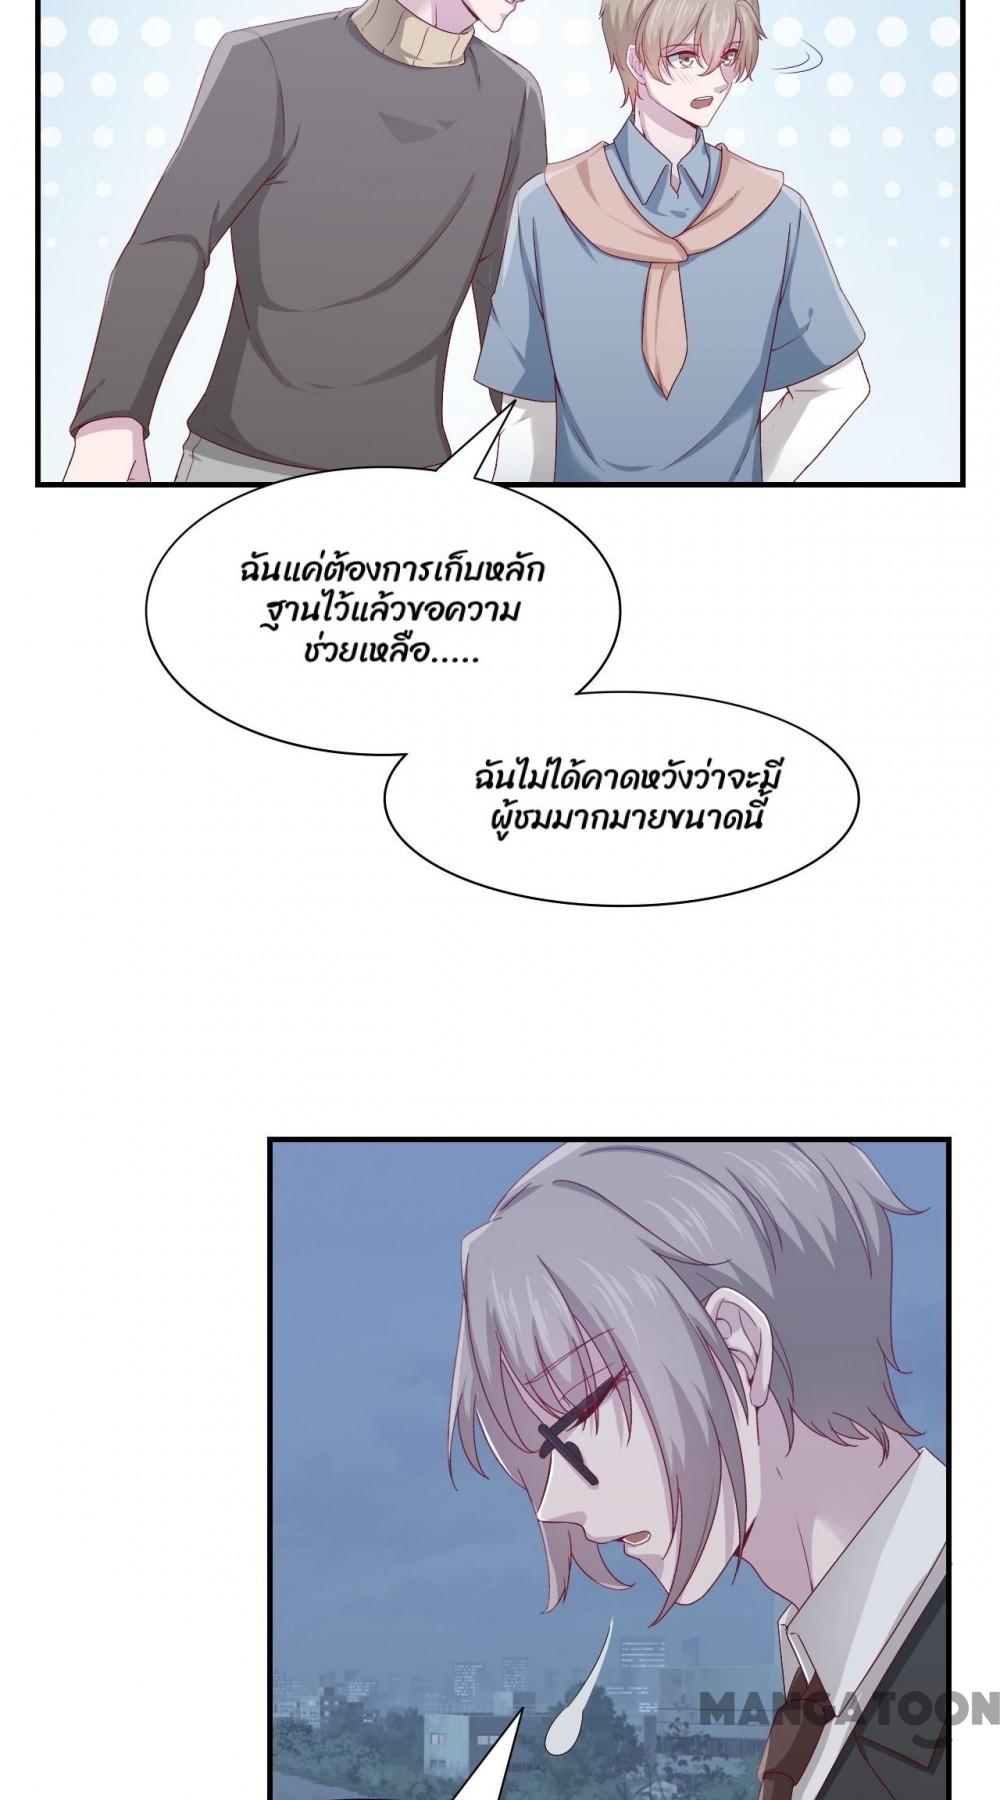 ฉันแค่ต้องการเก็บหลัก
ฐานไว้แล้วขอความ
ช่วยเหลือ.....
ฉันไม่ได้คาดหวังว่าจะมี
ผู้ชมมากมายขนาดนี้
MANGATOON